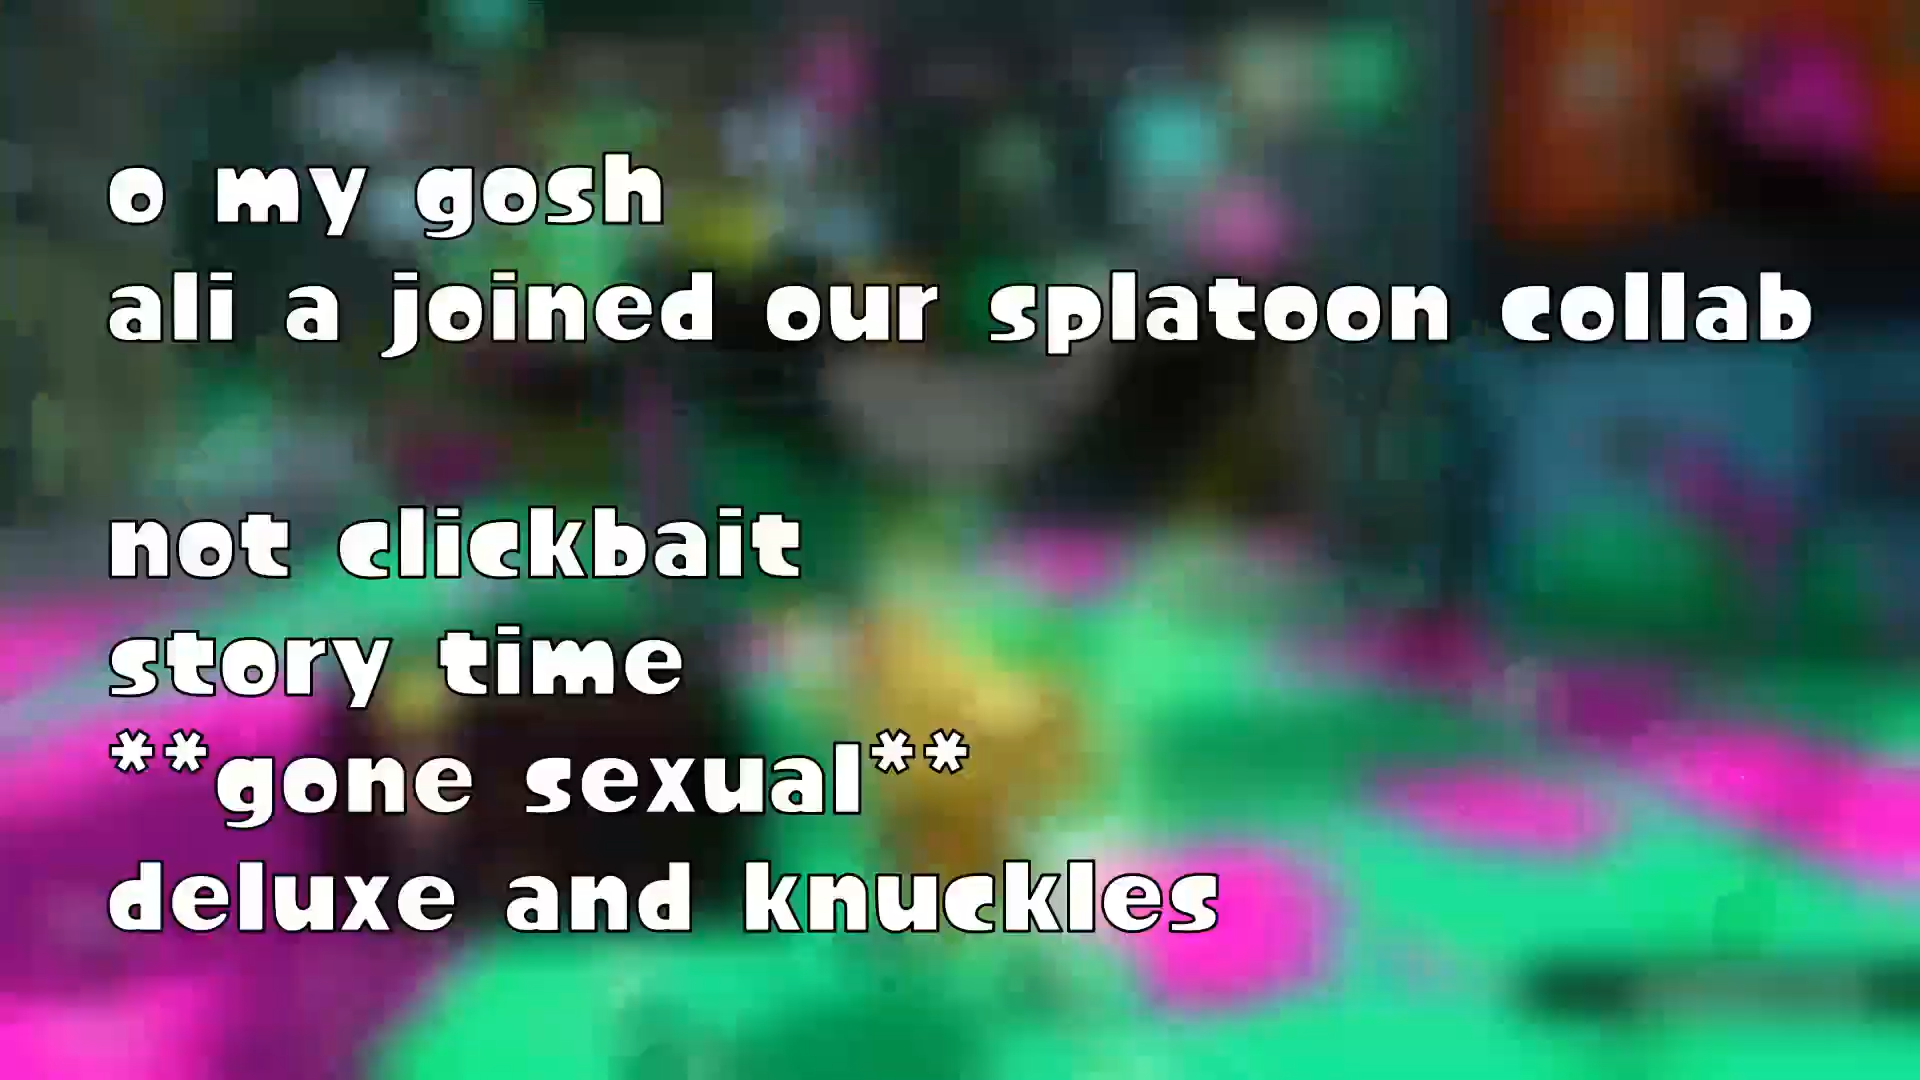 o my gosh
ali a joined our splatoon collab
not clickbait
story time
**gone sexual**
deluxe and knuckles